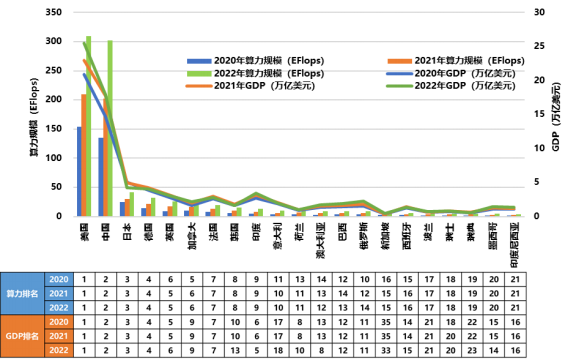 350
300
250
200
150
100
50
0
算力规模（EFlops）
30
25
20
15
10
5
0
GDP（万亿美元）
2020年算力规模（EFlops）
2021年算力规模（EFlops）
2022年算力规模（EFlops）
2020年GDP（万亿美元）
2021年GDP（万亿美元）
2022年GDP（万亿美元）
美国 中国 日本 德国 英国 加拿大 法国 韩国 印度 意大利 荷兰 澳大利亚 巴西 俄罗斯 新加坡 西班牙 波兰 瑞士 瑞典 墨西哥 印度尼西亚
算力排名
2020 1 2 3 4 6 5 7 8 9 11 13 14 12 10 16 15 17 18 19 20 21
2021 1 2 3 4 5 6 7 8 9 10 11 13 14 12 16 15 17 18 19 20 21
2022 1 2 3 4 5 6 7 8 9 10 11 12 13 14 16 15 17 18 19 20 21
GDP排名
2020 1 2 3 4 5 9 7 10 6 17 8 13 12 11 35 14 21 18 22 15 16
2021 1 2 3 4 5 9 7 10 6 17 8 13 12 11 35 14 21 20 22 15 16
2022 1 2 3 4 6 9 7 13 5 18 10 8 12 11 33 15 21 20 23 14 16